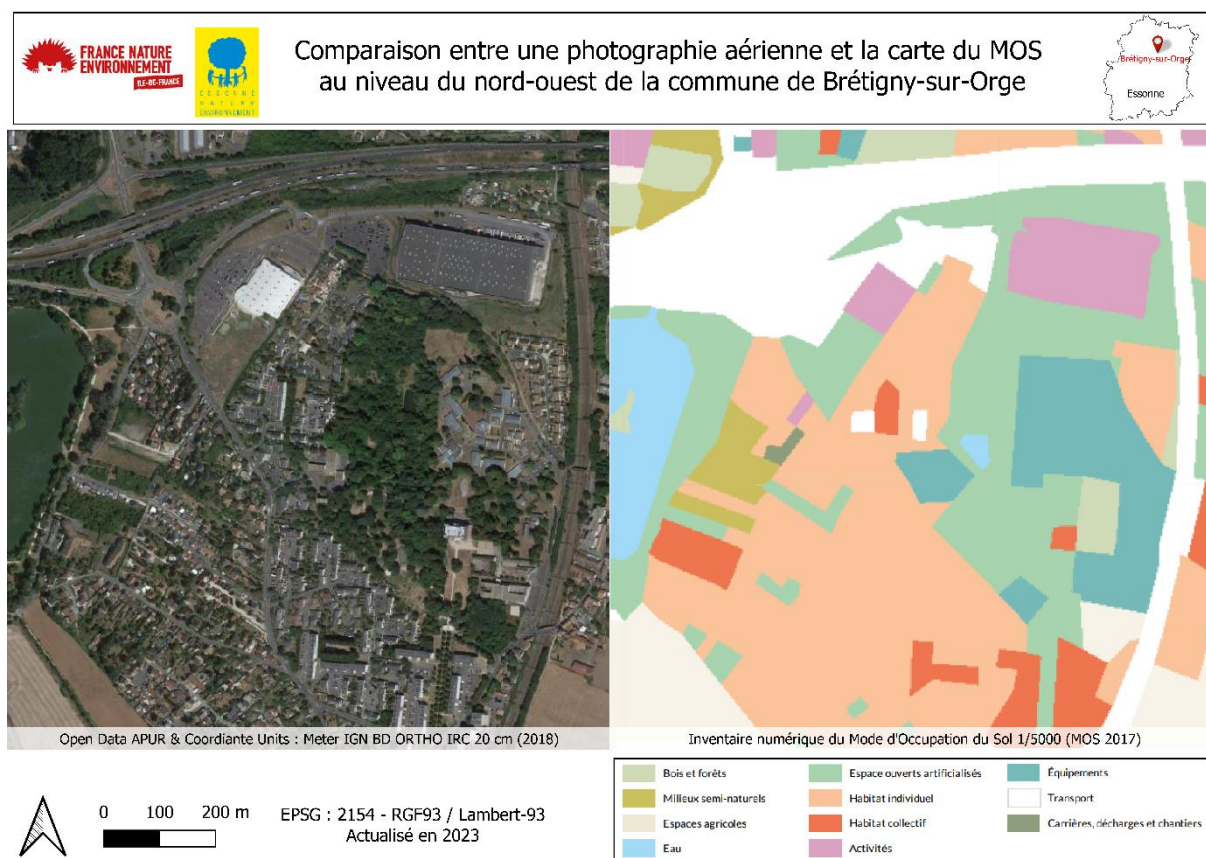 FRANCE NATURE
ENVIRONNEMENT
ILE-DE-FRANCE
ESSONNE
NATURE
ENVIRONNEMENT
Comparaison entre une photographie aérienne et la carte du MOS
au niveau du nord-ouest de la commune de Brétigny-sur-Orge
Brétigny-sur-Orge
Essonne
Open Data APUR & Coordiante Units : Meter IGN BD ORTHO IRC 20 cm (2018)
Inventaire numérique du Mode d'Occupation du Sol 1/5000 (MOS 2017)
0 100 200 m
EPSG : 2154 - RGF93 / Lambert-93
Actualisé en 2023
Bois et forêts
Milieux semi-naturels
Espaces agricoles
Eau
Espace ouverts artificialisés
Habitat individuel
Habitat collectif
Activités
Équipements
Transport
Carrières, décharges et chantiers